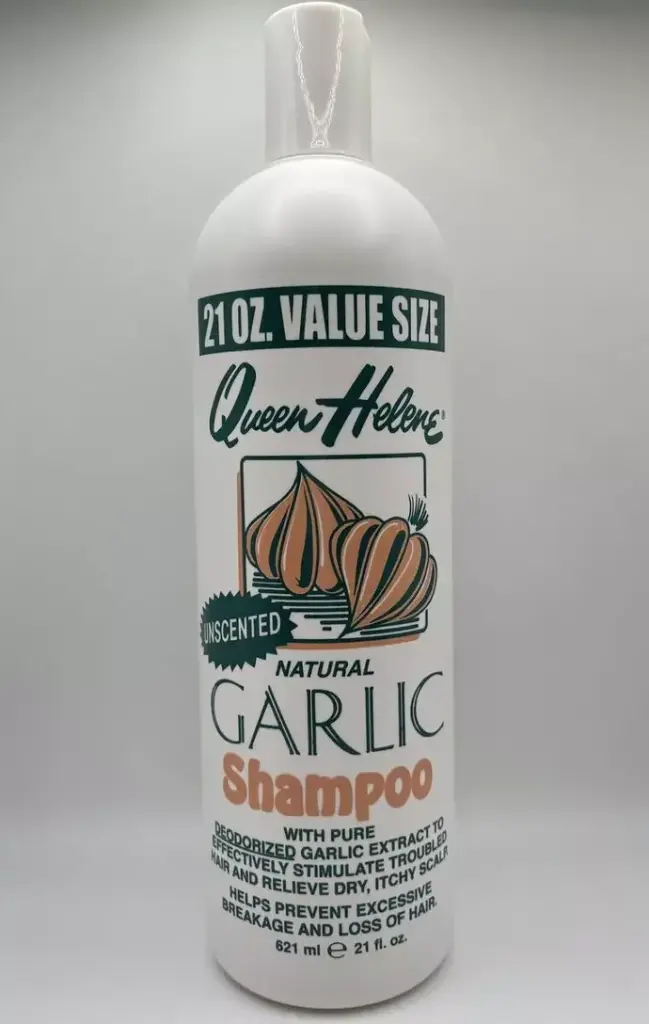 21 OZ. VALUE SIZE
Queen Helene®
UNSCENTED
NATURAL
GARLIC
Shampoo
WITH PURE
DEODORIZED GARLIC EXTRACT TO
EFFECTIVELY STIMULATE TROUBLED
HAIR AND RELIEVE DRY, ITCHY SCALP.
HELPS PREVENT EXCESSIVE
BREAKAGE AND LOSS OF HAIR.
621 ml ℮ 21 fl. oz.